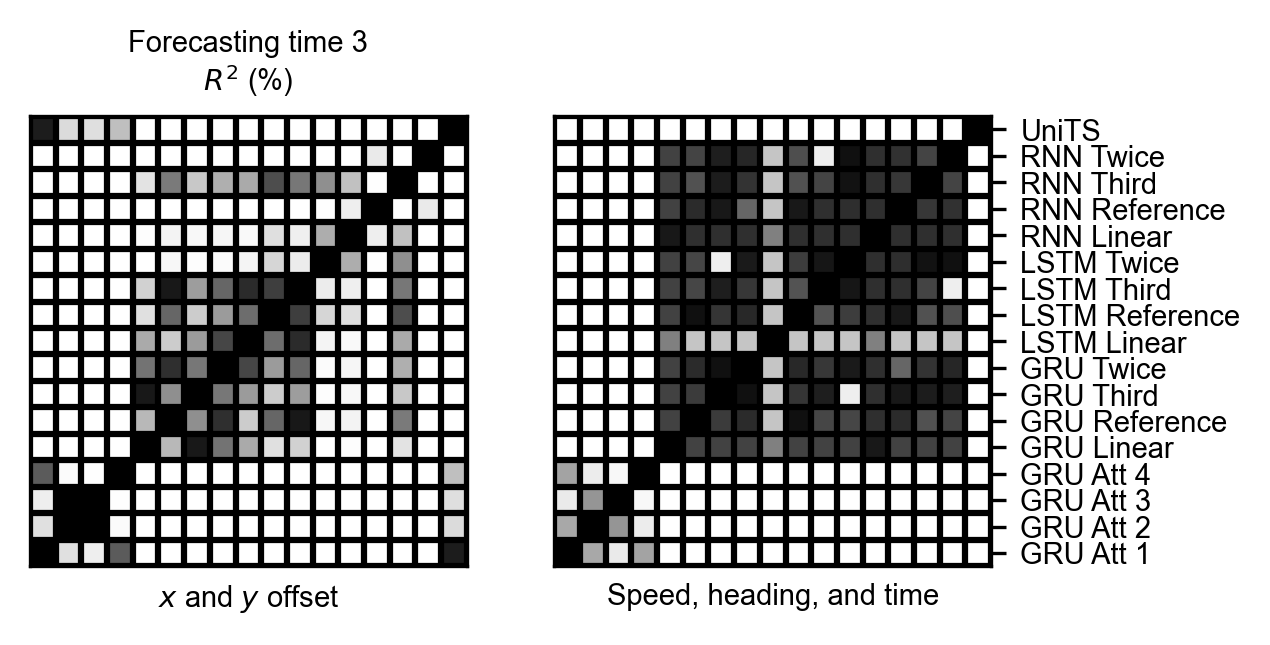 Forecasting time 3
R² (%)
UniTS
RNN Twice
RNN Third
RNN Reference
RNN Linear
LSTM Twice
LSTM Third
LSTM Reference
LSTM Linear
GRU Twice
GRU Third
GRU Reference
GRU Linear
GRU Att 4
GRU Att 3
GRU Att 2
GRU Att 1
x and y offset
Speed, heading, and time